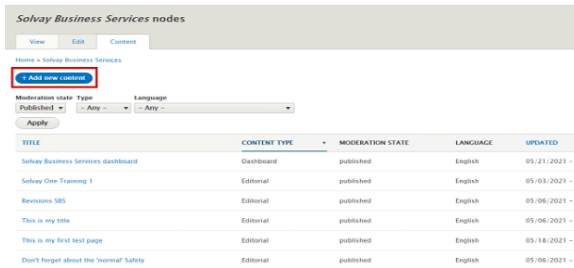 Solvay Business Services nodes
View Edit Content
Home » Solvay Business Services
+ Add new content
Moderation state Type Language
Published - Any - - Any -
Apply
TITLE CONTENT TYPE MODERATION STATE LANGUAGE UPDATED
Solvay Business Services dashboard Dashboard published English 05/21/2021 -
Solvay One Training 1 Editorial published English 05/03/2021 -
Revisions SBS Editorial published English 05/06/2021 -
This is my title Editorial published English 05/06/2021 -
This is my first test page Editorial published English 05/18/2021 -
Don't forget about the 'normal' Safety Editorial published English 05/06/2021 -